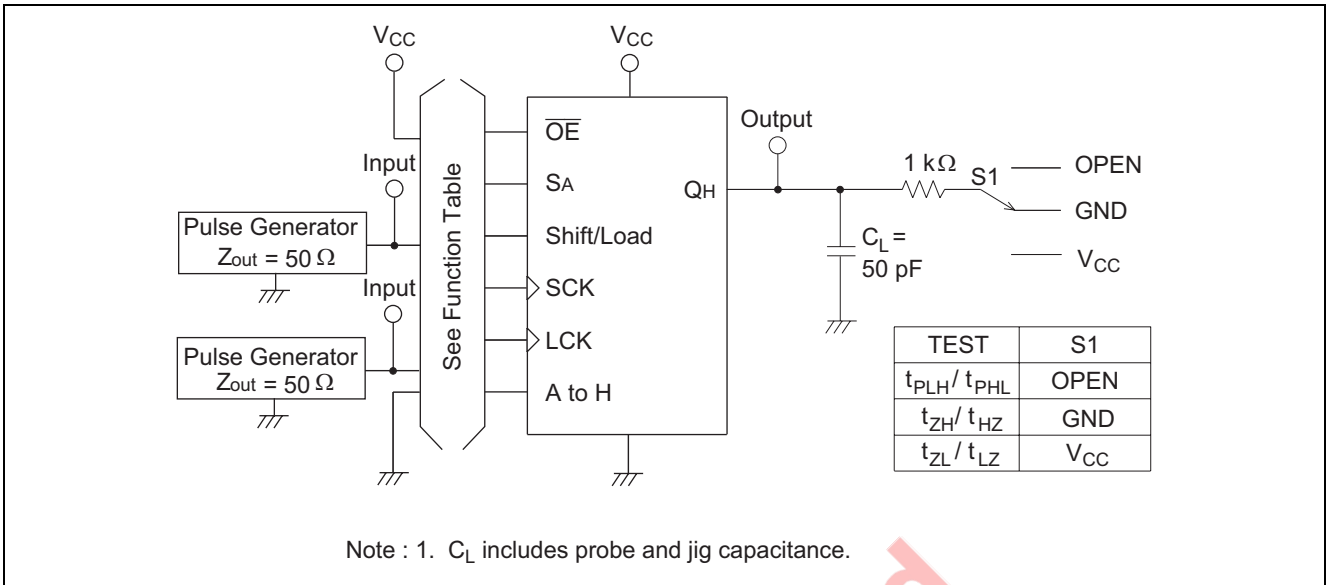 VCC
VCC
Output
Input
Pulse Generator
Zout = 50 Ω
Input
Pulse Generator
Zout = 50 Ω
See Function Table
OE
SA
Shift/Load
SCK
LCK
A to H
QH
1 kΩ
S1
OPEN
GND
VCC
CL =
50 pF
TEST S1
tPLH / tPHL OPEN
tZH / tHZ GND
tZL / tLZ VCC
Note : 1. CL includes probe and jig capacitance.